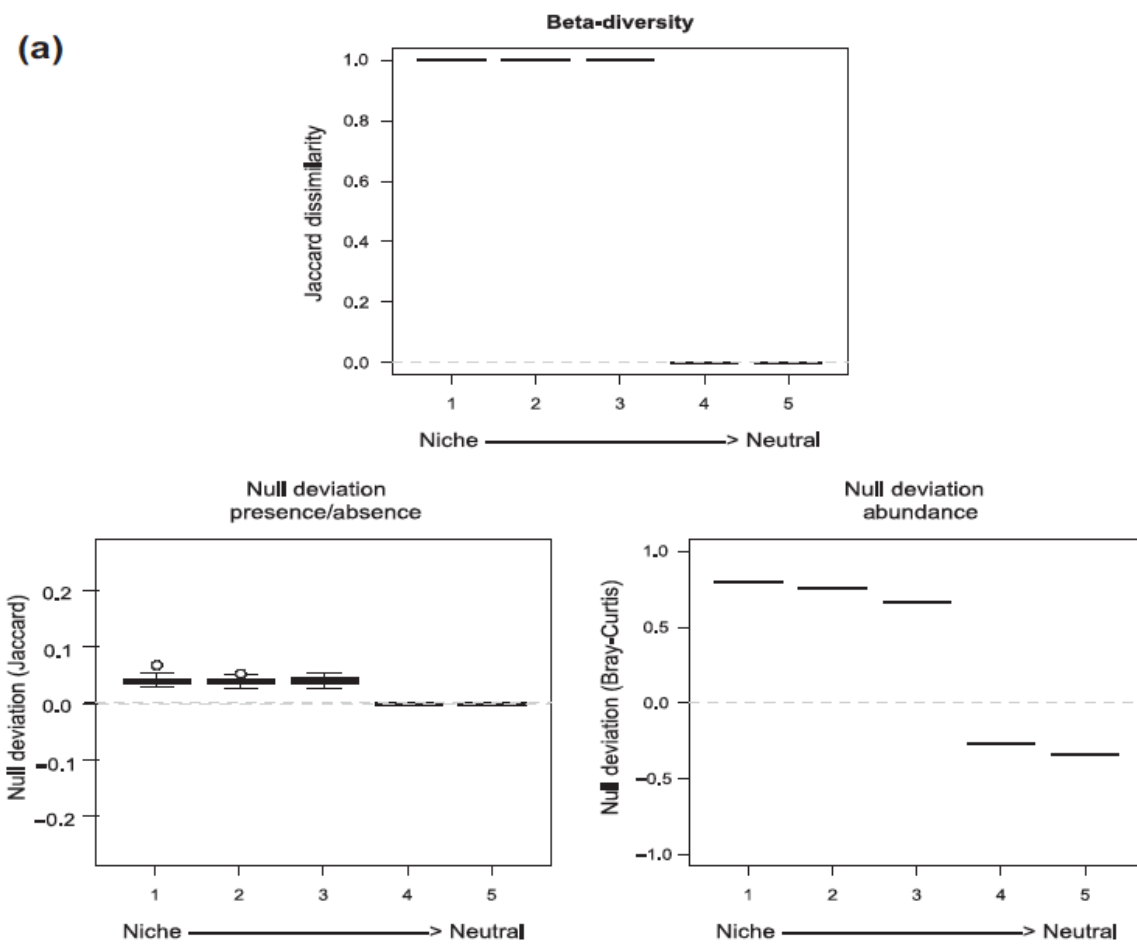 (a)
Beta-diversity
Jaccard dissimilarity
1.0
0.8
0.6
0.4
0.2
0.0
1 2 3 4 5
Niche > Neutral
Null deviation
presence/absence
Null deviation (Jaccard)
0.2
0.1
0.0
−0.1
−0.2
1 2 3 4 5
Niche > Neutral
Null deviation
abundance
Null deviation (Bray-Curtis)
1.0
0.5
0.0
−0.5
−1.0
1 2 3 4 5
Niche > Neutral